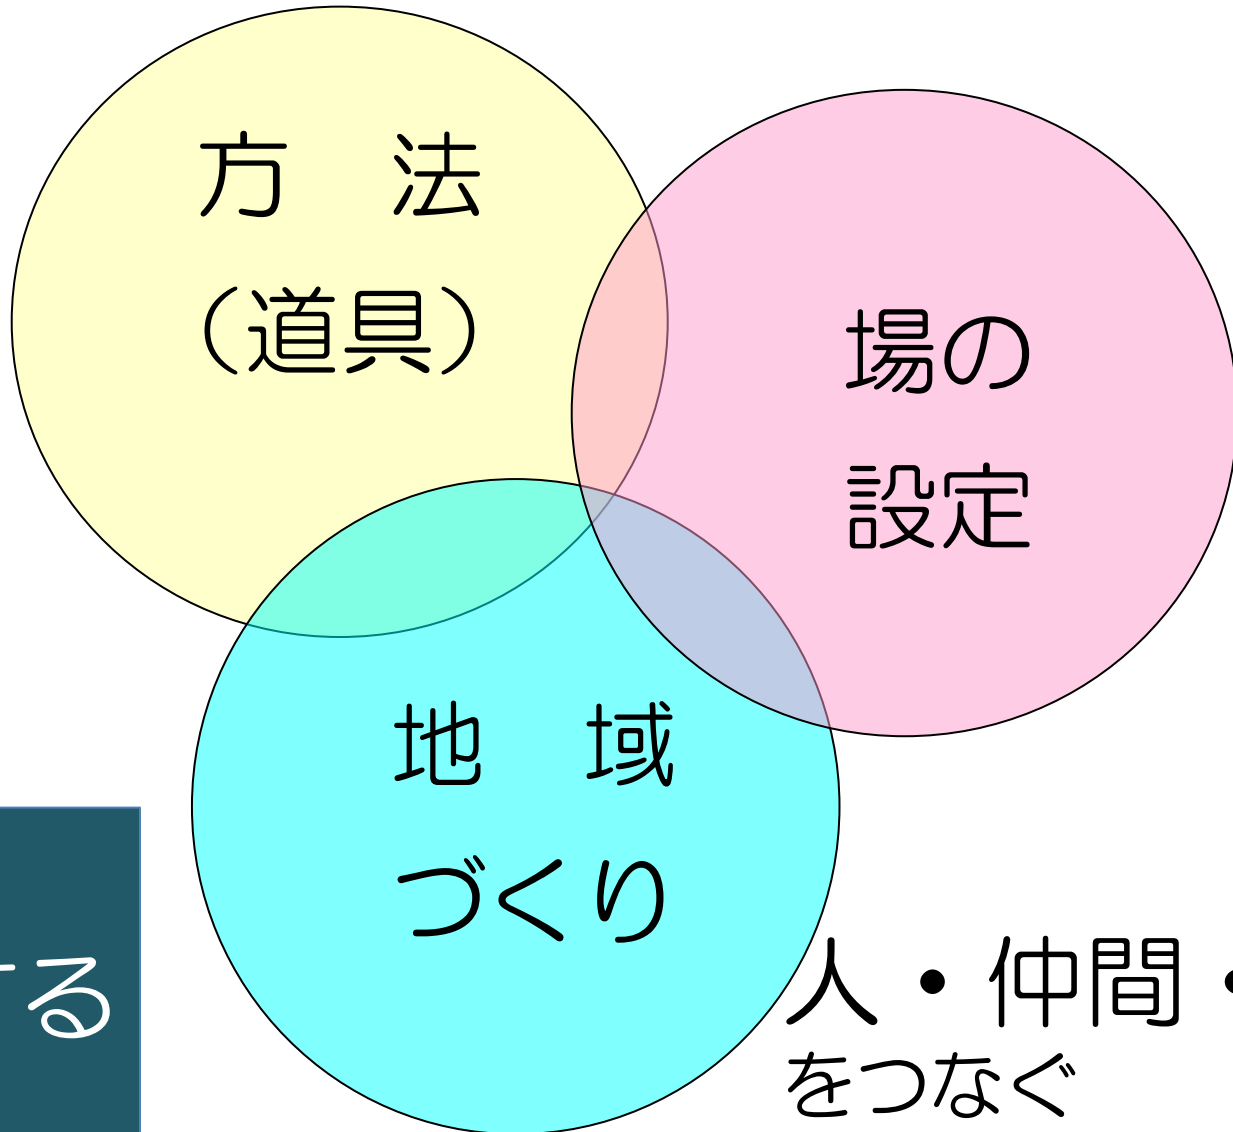 方　法
（道具）
場の
設定
地　域
づくり
する
人・仲間・
をつなぐ